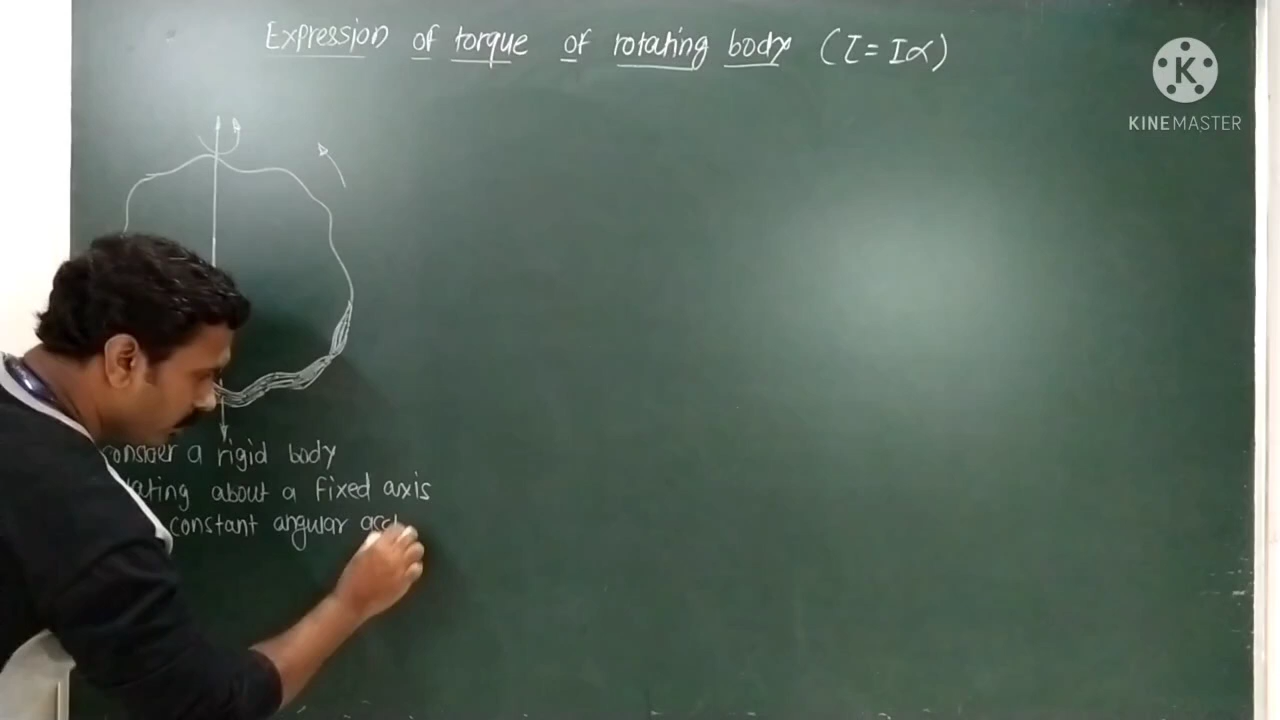 Expression of torque of rotating body (τ = Iα)
K
KINEMASTER
a rigid body
about a fixed axis
constant angular